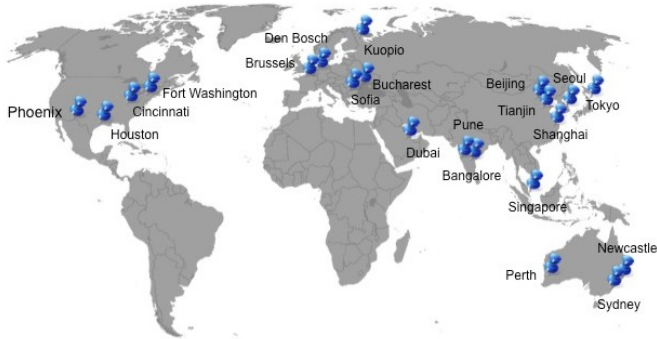 Den Bosch
Kuopio
Brussels
Bucharest
Sofia
Fort Washington
Phoenix
Cincinnati
Houston
Beijing
Seoul
Tianjin
Tokyo
Pune
Shanghai
Dubai
Bangalore
Singapore
Newcastle
Perth
Sydney